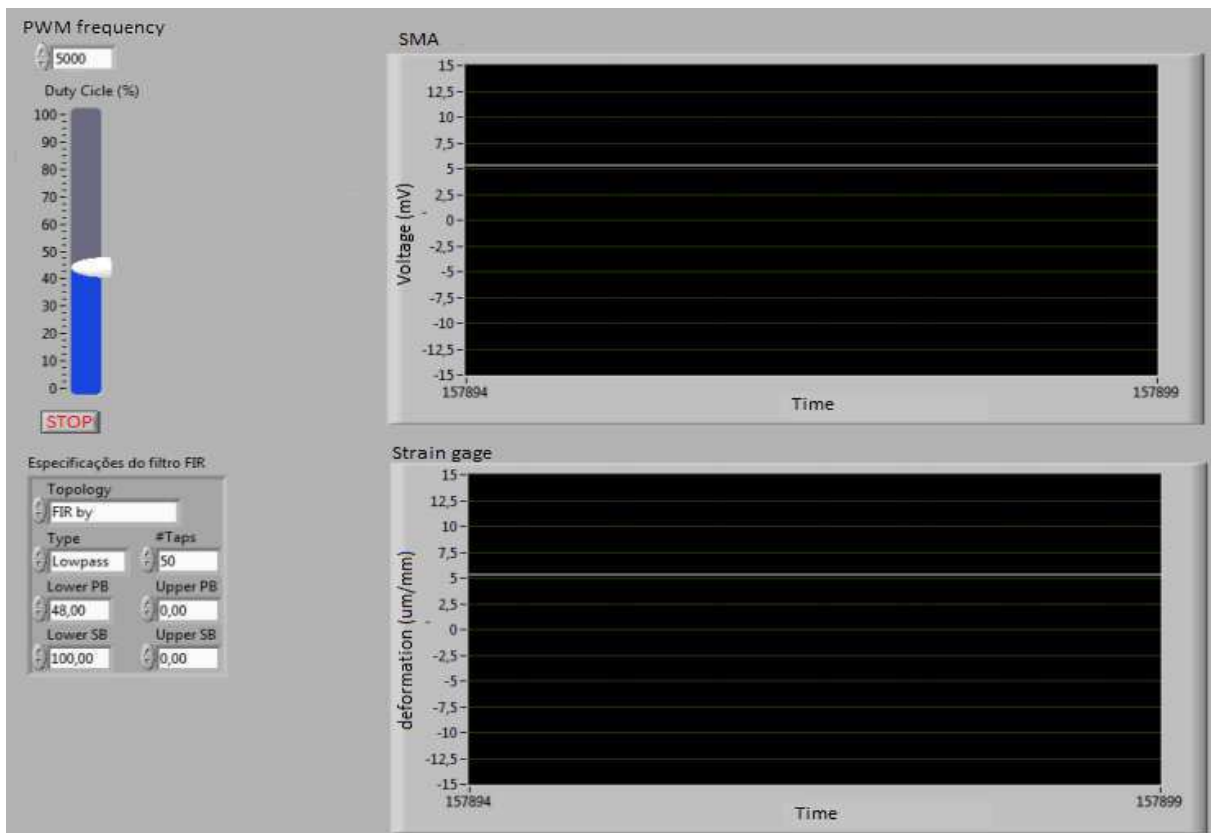 PWM frequency
5000
Duty Cicle (%)
100
90
80
70
60
50
40
30
20
10
0
STOP
Especificações do filtro FIR
Topology
FIR by
Type #Taps
Lowpass 50
Lower PB Upper PB
48,00 0,00
Lower SB Upper SB
100,00 0,00
SMA
Voltage (mV)
15
12,5
10
7,5
5
2,5
0
-2,5
-5
-7,5
-10
-12,5
-15
157894 157899
Time
Strain gage
deformation (um/mm)
15
12,5
10
7,5
5
2,5
0
-2,5
-5
-7,5
-10
-12,5
-15
157894 157899
Time